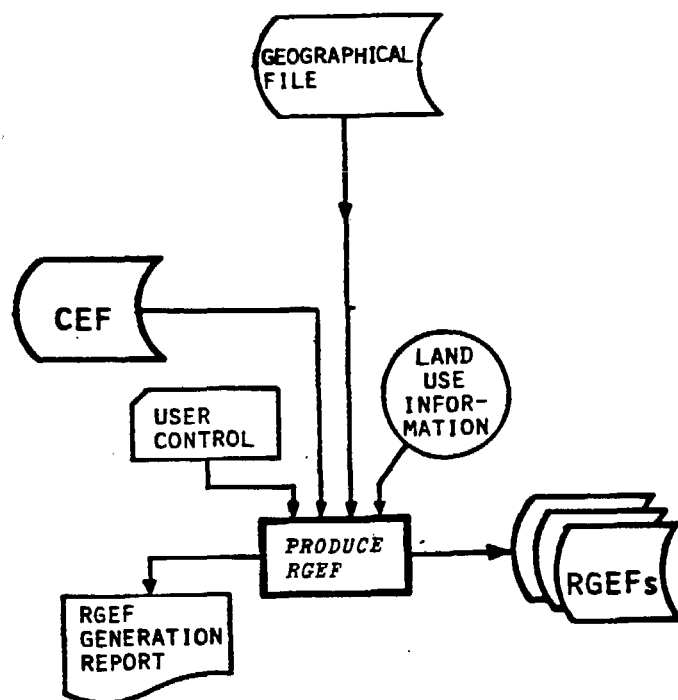 GEOGRAPHICAL
FILE
CEF
LAND
USE
INFOR-
MATION
USER
CONTROL
PRODUCE
RGEF
RGEFs
RGEF
GENERATION
REPORT